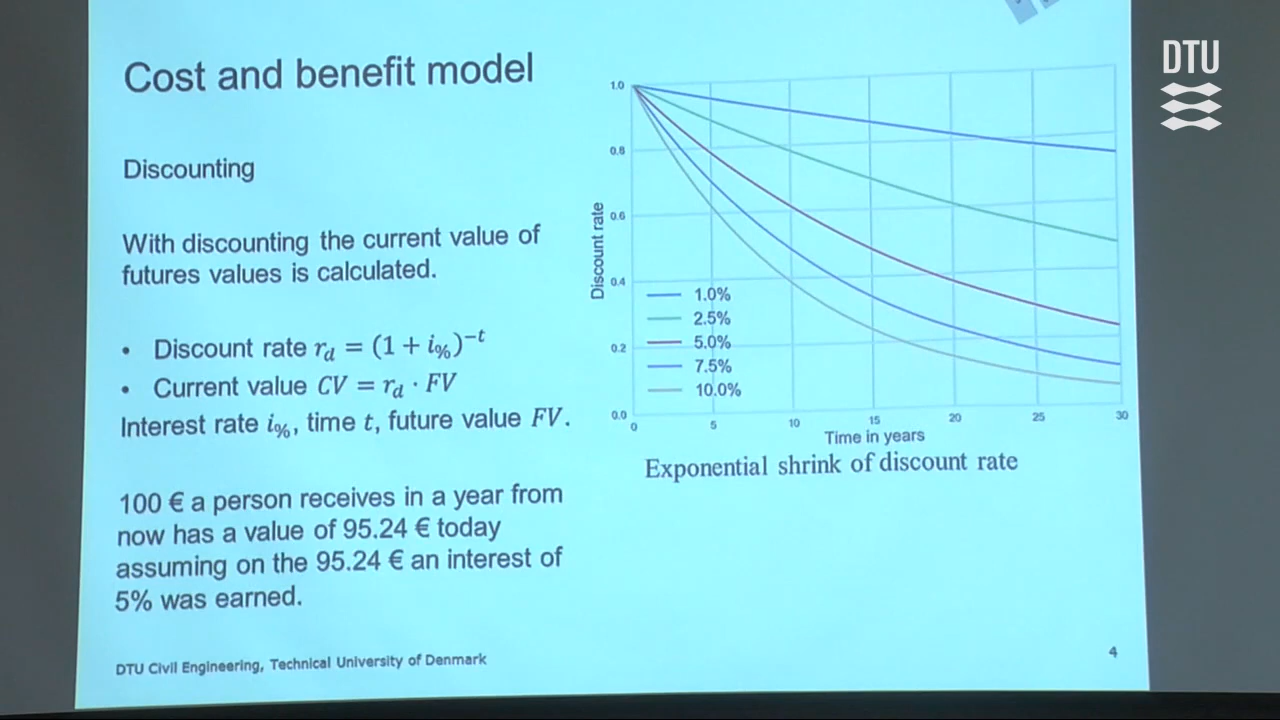 DTU
Cost and benefit model
Discounting
With discounting the current value of
futures values is calculated.
• Discount rate r_d = (1 + i_%)^{-t}
• Current value CV = r_d · FV
Interest rate i_%, time t, future value FV.
100 € a person receives in a year from
now has a value of 95.24 € today
assuming on the 95.24 € an interest of
5% was earned.
Discount rate
1.0
0.8
0.6
0.4
0.2
0.0
1.0%
2.5%
5.0%
7.5%
10.0%
0 5 10 15 20 25 30
Time in years
Exponential shrink of discount rate
DTU Civil Engineering, Technical University of Denmark
4